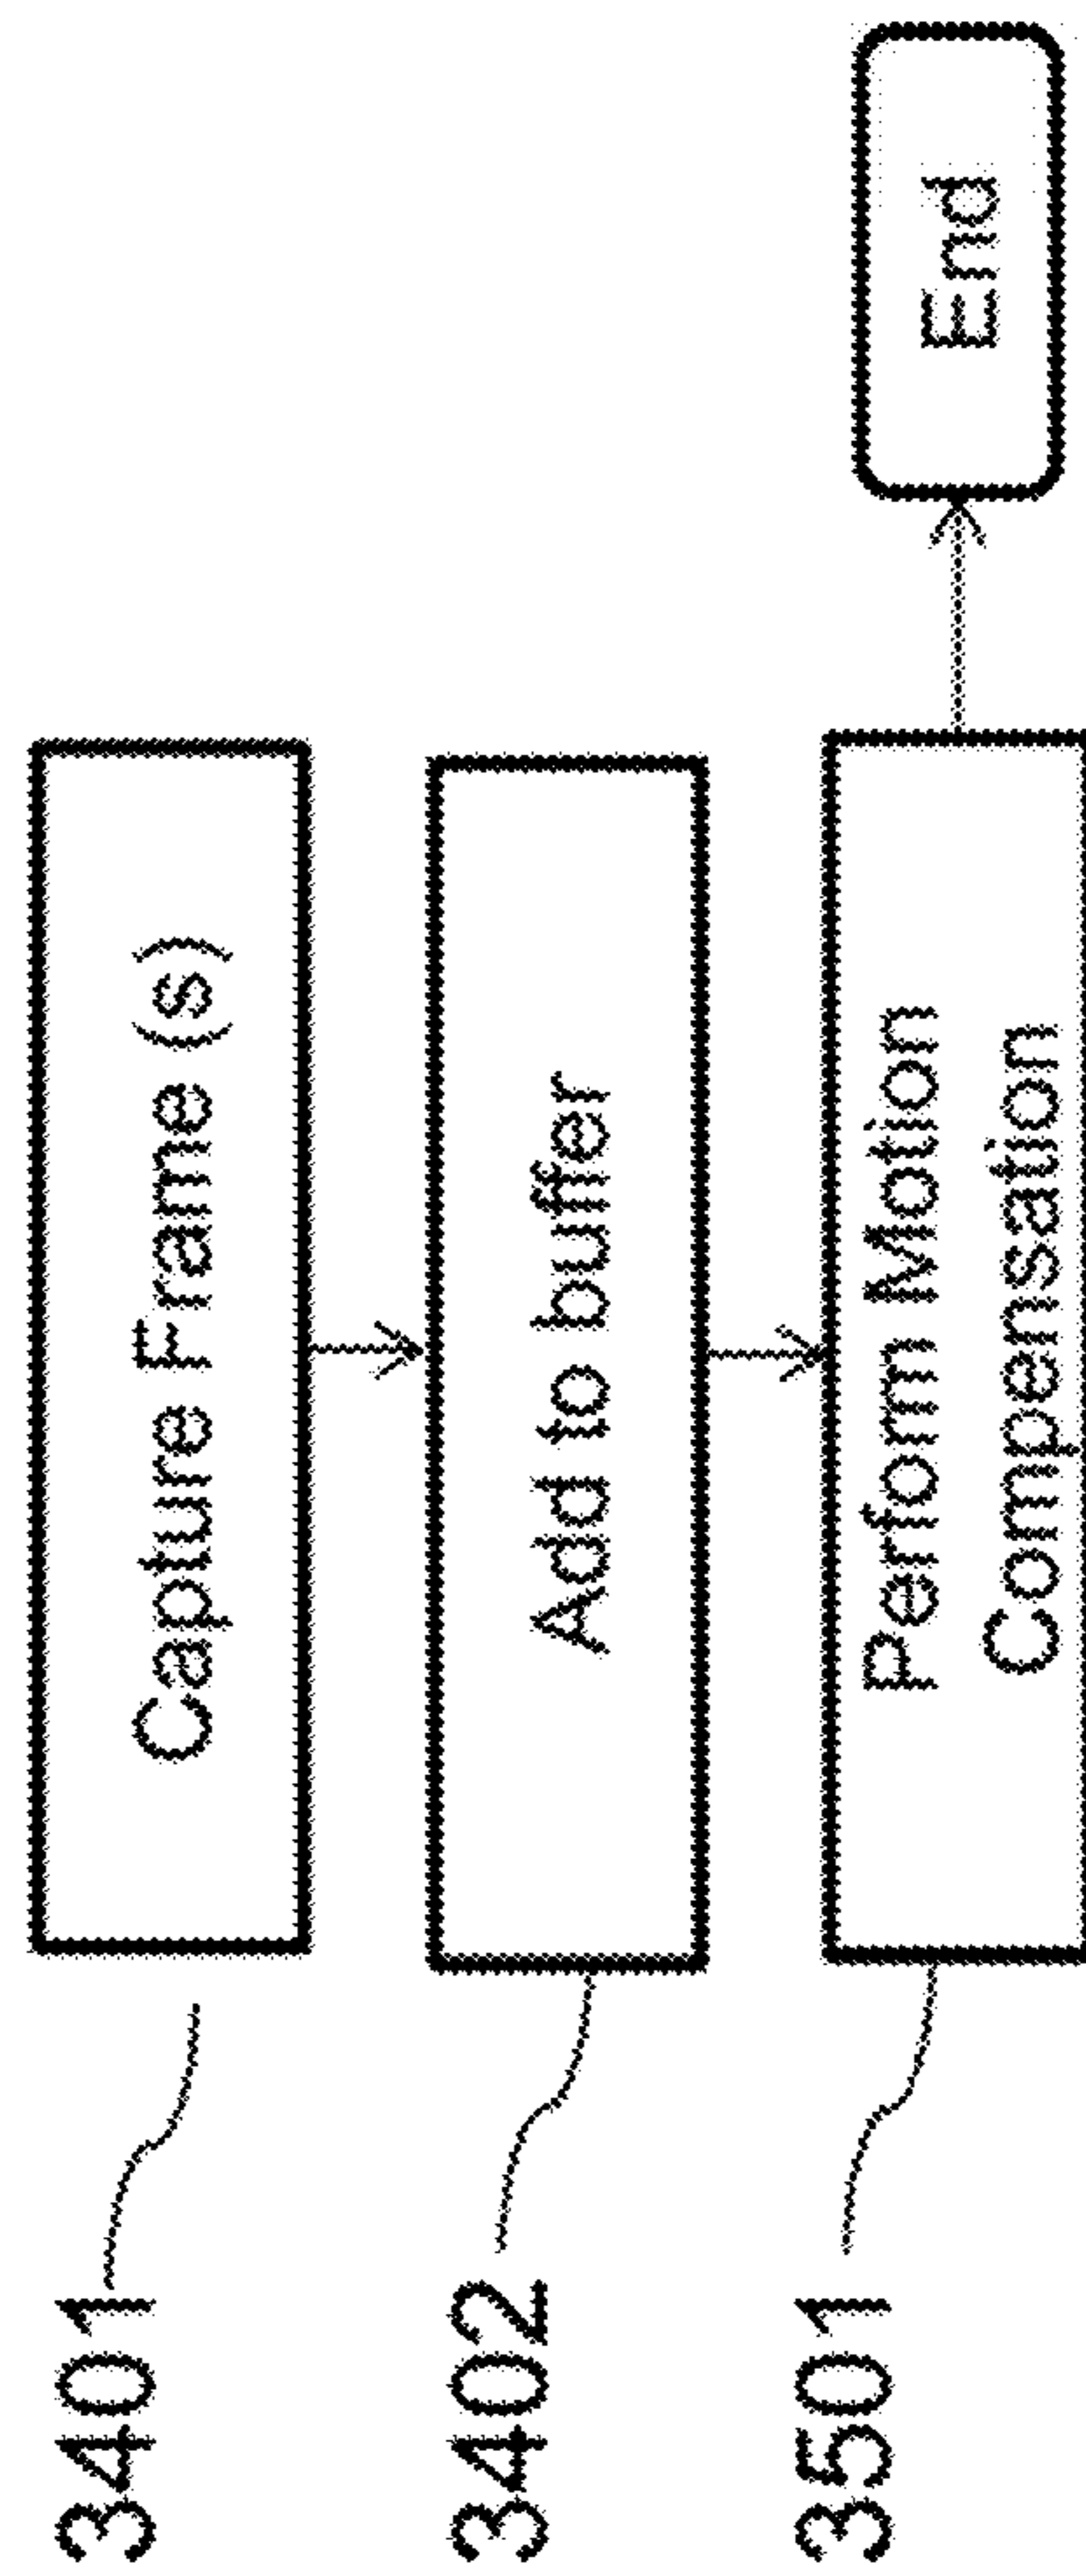 3401
Capture Frame (s)
3402
Add to buffer
3501
Perform Motion
Compensation
End